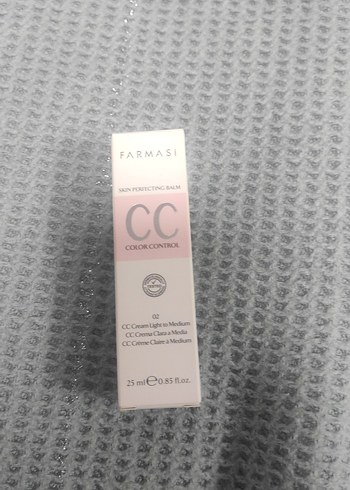 FARMASI
SKIN PERFECTING BALM
CC
COLOR CONTROL
02
CC Cream Light to Medium
CC Crema Clara a Media
CC Crème Claire à Medium
25 ml ℮ 0.85 fl.oz.